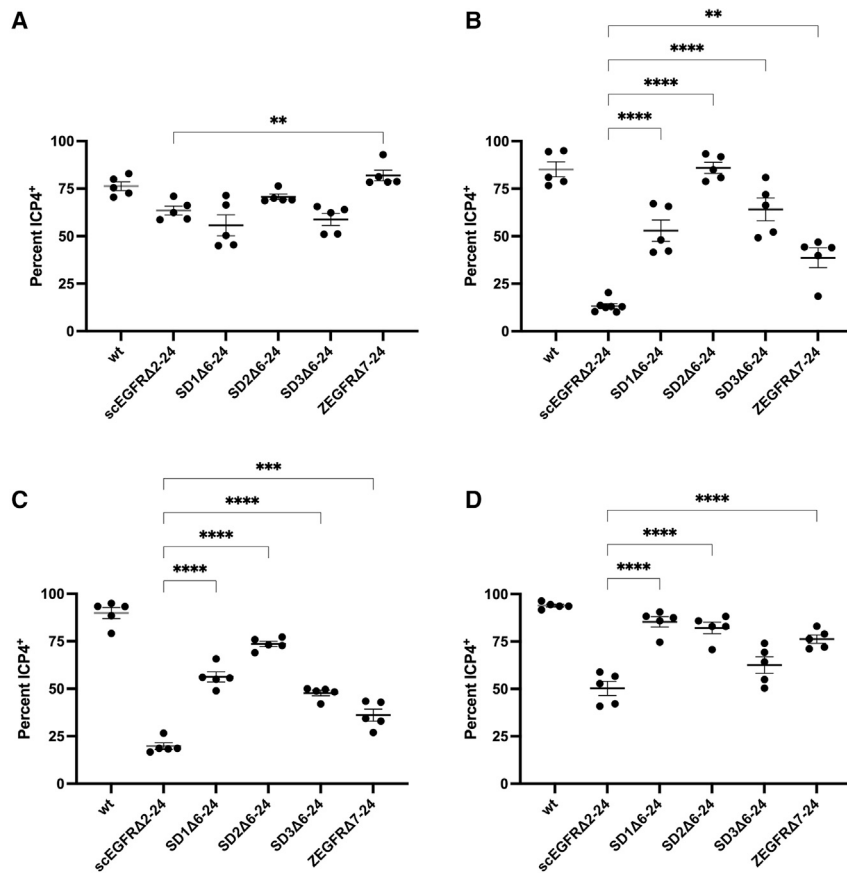 A
**
100
75
50
25
0
Percent ICP4+
wt
scEGFRΔ2-24
SD1Δ6-24
SD2Δ6-24
SD3Δ6-24
ZEGFRΔ7-24
B
**
****
****
****
100
75
50
25
0
Percent ICP4+
wt
scEGFRΔ2-24
SD1Δ6-24
SD2Δ6-24
SD3Δ6-24
ZEGFRΔ7-24
C
***
****
****
****
100
75
50
25
0
Percent ICP4+
wt
scEGFRΔ2-24
SD1Δ6-24
SD2Δ6-24
SD3Δ6-24
ZEGFRΔ7-24
D
****
****
****
100
75
50
25
0
Percent ICP4+
wt
scEGFRΔ2-24
SD1Δ6-24
SD2Δ6-24
SD3Δ6-24
ZEGFRΔ7-24